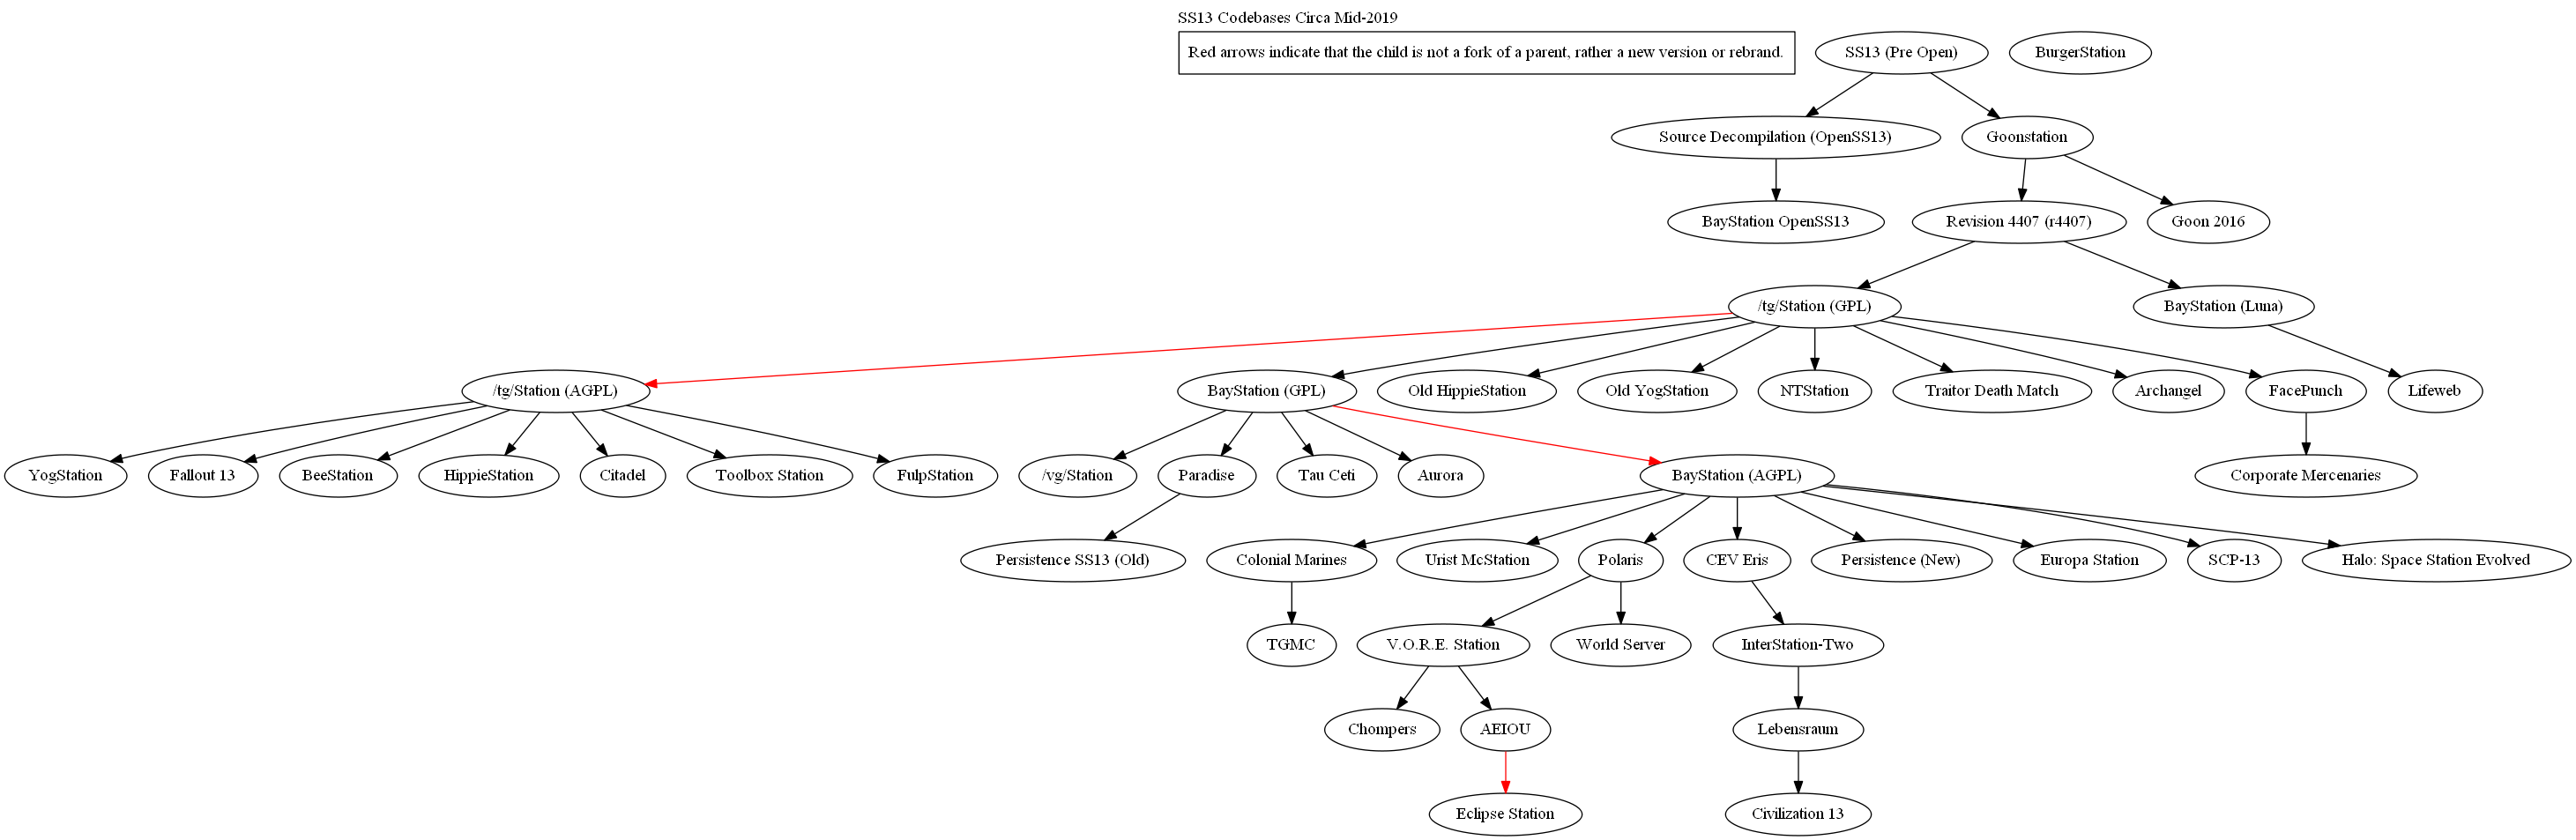 SS13 Codebases Circa Mid-2019
Red arrows indicate that the child is not a fork of a parent, rather a new version or rebrand.
SS13 (Pre Open)
BurgerStation
Source Decompilation (OpenSS13)
Goonstation
BayStation OpenSS13
Revision 4407 (r4407)
Goon 2016
/tg/Station (GPL)
BayStation (Luna)
/tg/Station (AGPL)
BayStation (GPL)
Old HippieStation
Old YogStation
NTStation
Traitor Death Match
Archangel
FacePunch
Lifeweb
YogStation
Fallout 13
BeeStation
HippieStation
Citadel
Toolbox Station
FulpStation
/vg/Station
Paradise
Tau Ceti
Aurora
BayStation (AGPL)
Corporate Mercenaries
Persistence SS13 (Old)
Colonial Marines
Urist McStation
Polaris
CEV Eris
Persistence (New)
Europa Station
SCP-13
Halo: Space Station Evolved
TGMC
V.O.R.E. Station
World Server
InterStation-Two
Chompers
AEIOU
Lebensraum
Eclipse Station
Civilization 13